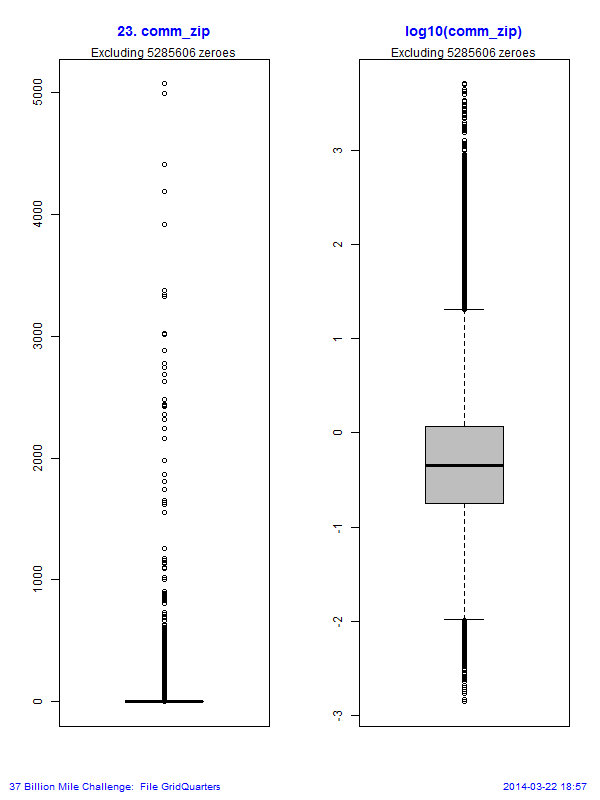 23. comm_zip
Excluding 5285606 zeroes
5000
4000
3000
2000
1000
0
log10(comm_zip)
Excluding 5285606 zeroes
3
2
1
0
-1
-2
-3
37 Billion Mile Challenge: File GridQuarters
2014-03-22 18:57